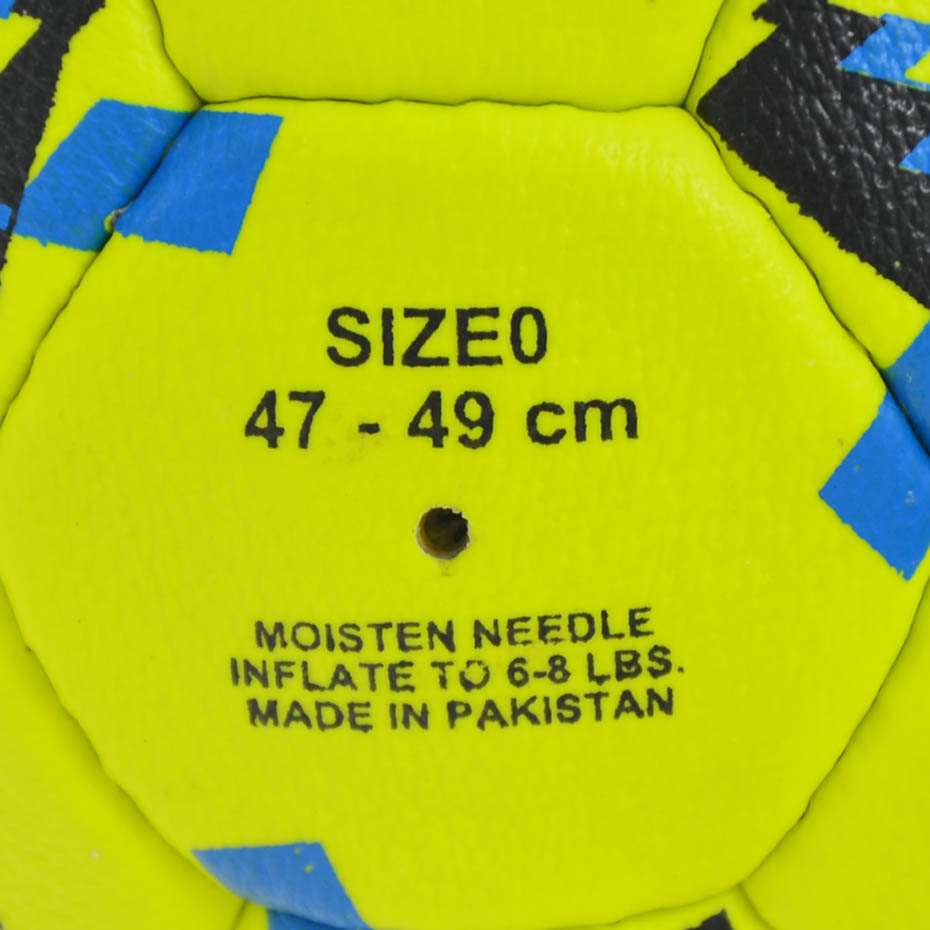 SIZE0
47 - 49 cm
MOISTEN NEEDLE
INFLATE TO 6-8 LBS.
MADE IN PAKISTAN